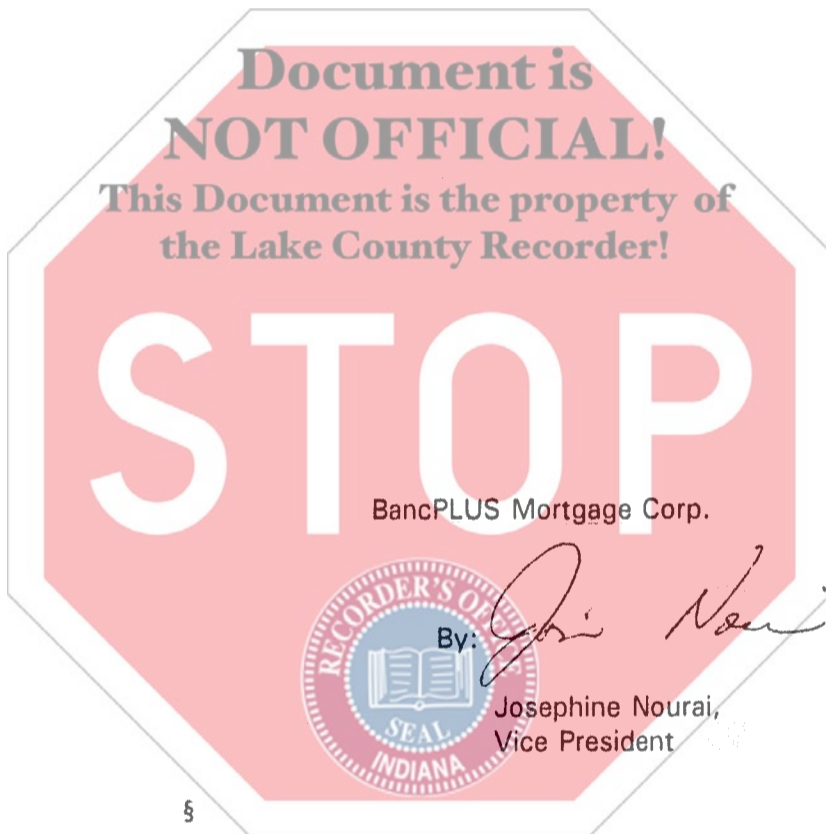 Document is
NOT OFFICIAL!
This Document is the property of
the Lake County Recorder!
STOP
BancPLUS Mortgage Corp.
RECORDER'S OFFICE
By:
SEAL
INDIANA
Josephine Nourai,
Vice President
§